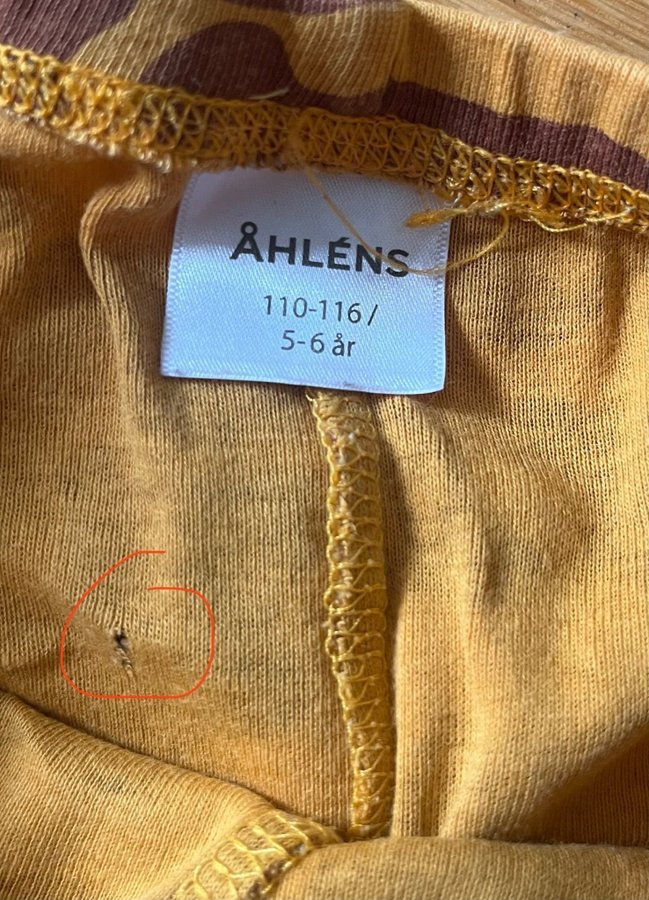 ÅHLÉNS
110-116 /
5-6 år